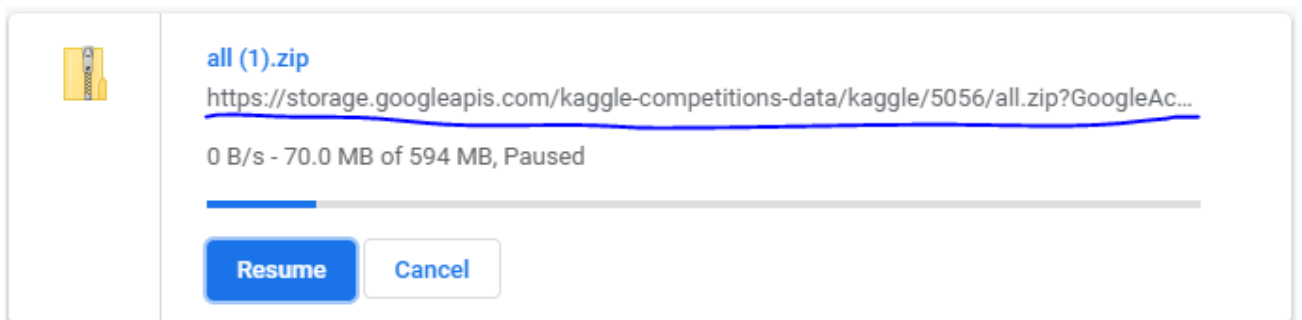 all (1).zip
https://storage.googleapis.com/kaggle-competitions-data/kaggle/5056/all.zip?GoogleAc...
0 B/s - 70.0 MB of 594 MB, Paused
Resume Cancel